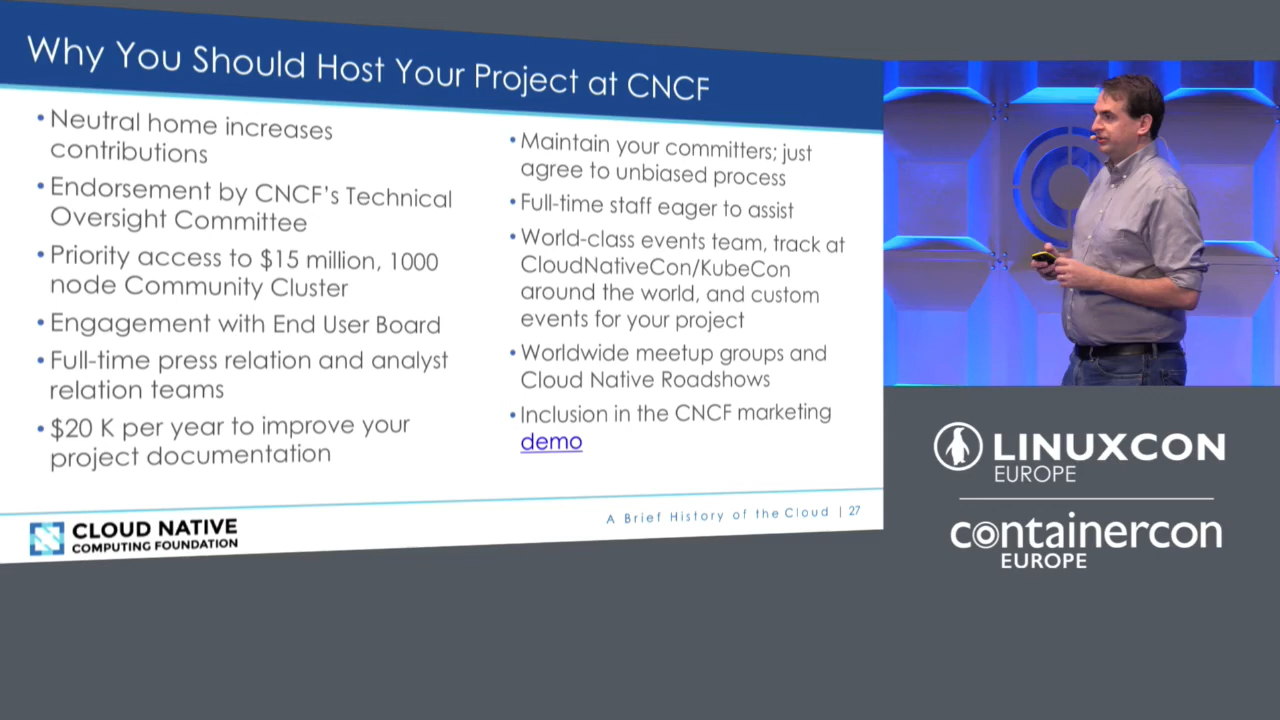 Why You Should Host Your Project at CNCF
•Neutral home increases
contributions
•Endorsement by CNCF's Technical
Oversight Committee
•Priority access to $15 million, 1000
node Community Cluster
•Engagement with End User Board
•Full-time press relation and analyst
relation teams
•$20 K per year to improve your
project documentation
•Maintain your committers; just
agree to unbiased process
•Full-time staff eager to assist
•World-class events team, track at
CloudNativeCon/KubeCon
around the world, and custom
events for your project
•Worldwide meetup groups and
Cloud Native Roadshows
•Inclusion in the CNCF marketing
demo
CLOUD NATIVE
COMPUTING FOUNDATION
A Brief History of the Cloud | 27
LINUXCON
EUROPE
containercon
EUROPE